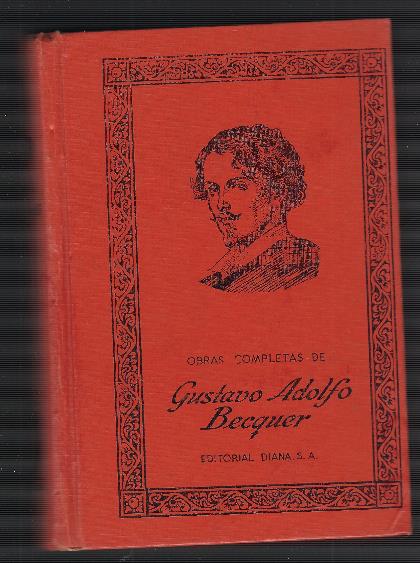 OBRAS COMPLETAS DE
Gustavo Adolfo
Becquer
EDITORIAL DIANA, S. A.